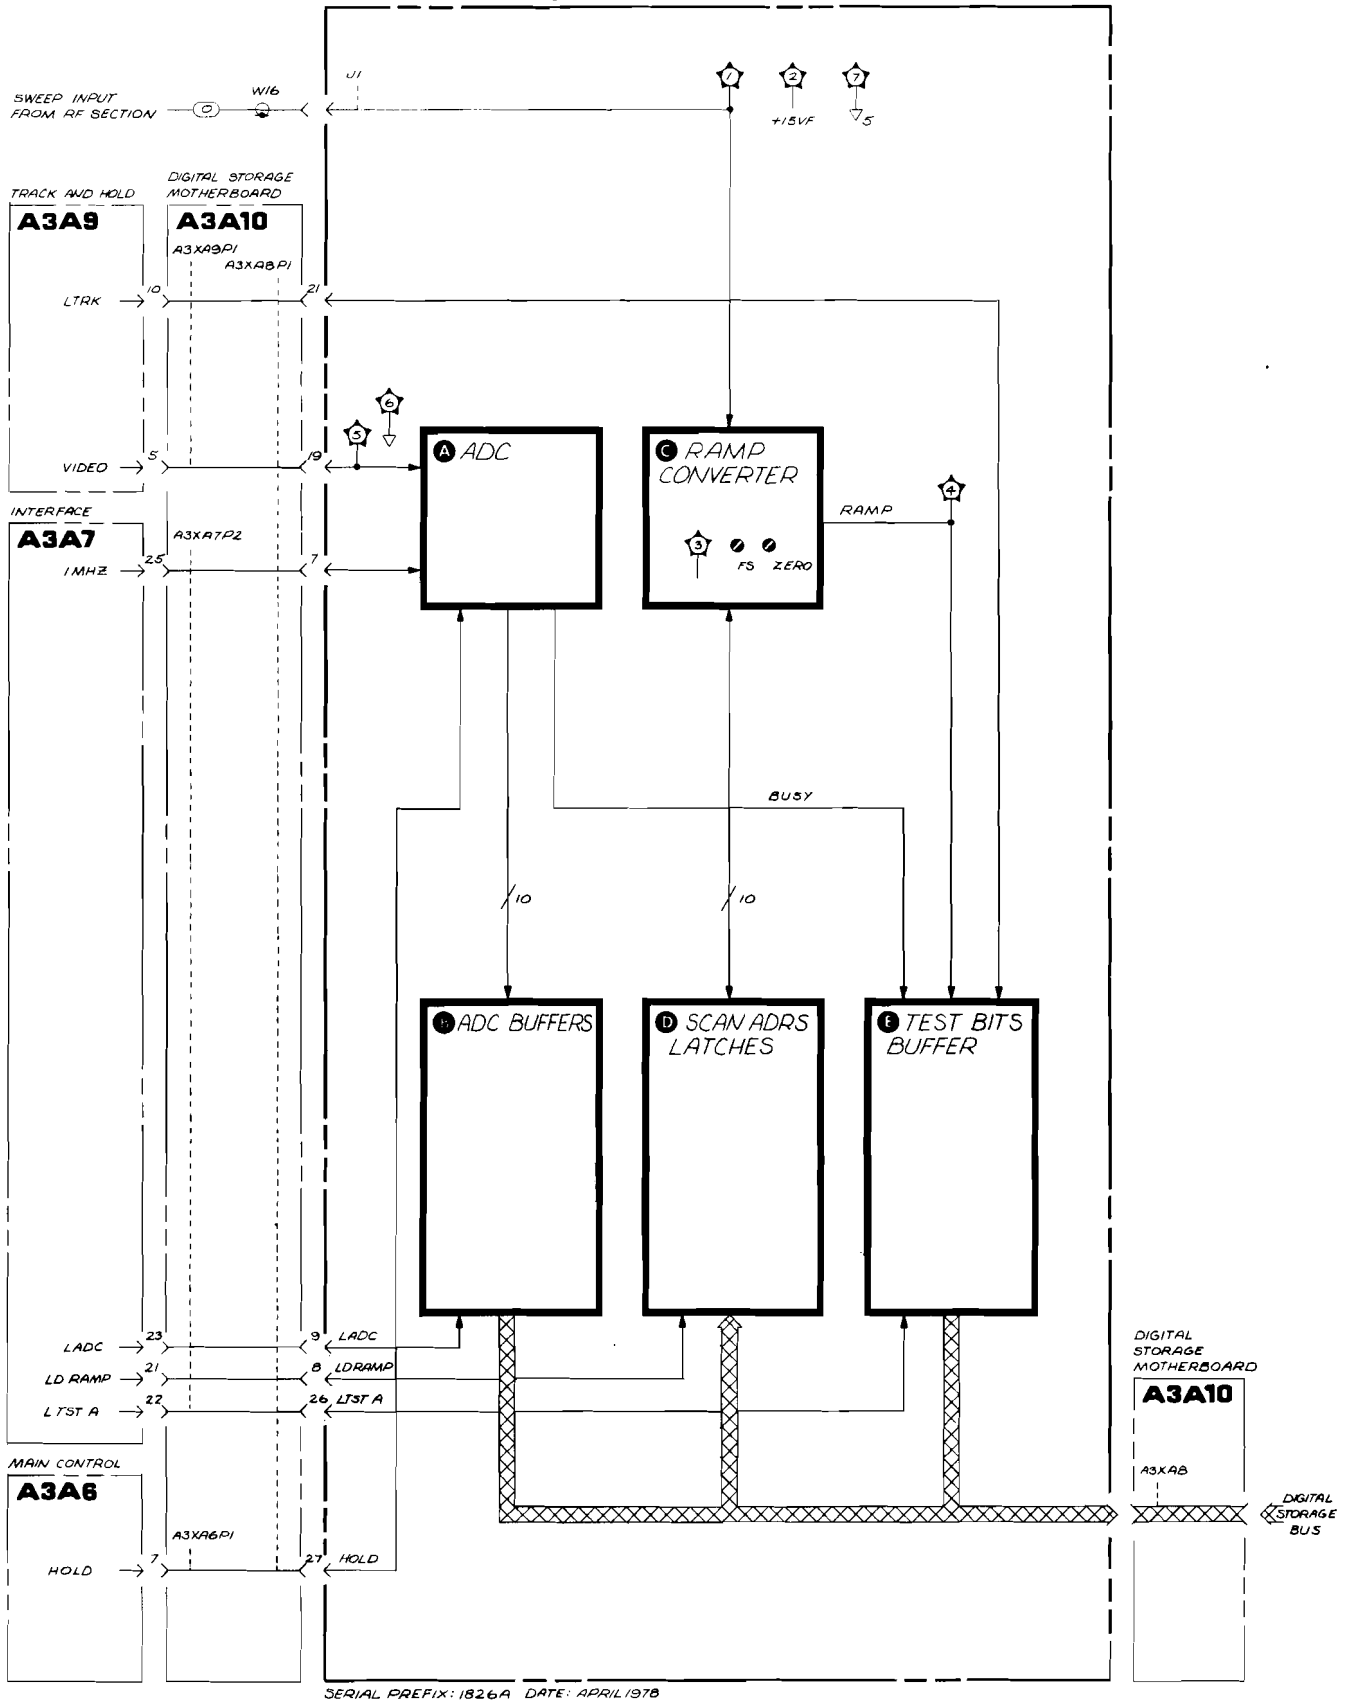 J1
1
2
7
SWEEP INPUT
FROM RF SECTION
0
W16
+15VF
5
TRACK AND HOLD
A3A9
DIGITAL STORAGE
MOTHERBOARD
A3A10
A3XA9P1
A3XA8P1
LTRK
10
21
6
5
VIDEO
5
19
A ADC
C RAMP
CONVERTER
3
FS
ZERO
RAMP
4
INTERFACE
A3A7
A3XA7P2
1MHZ
25
7
BUSY
10
10
B ADC BUFFERS
D SCAN ADRS
LATCHES
E TEST BITS
BUFFER
LADC
23
9
LADC
LD RAMP
21
8
LDRAMP
LTST A
22
26
LTST A
DIGITAL
STORAGE
MOTHERBOARD
A3A10
A3XA8
DIGITAL
STORAGE
BUS
MAIN CONTROL
A3A6
A3XA6P1
HOLD
7
27
HOLD
SERIAL PREFIX: 1826A DATE: APRIL 1978